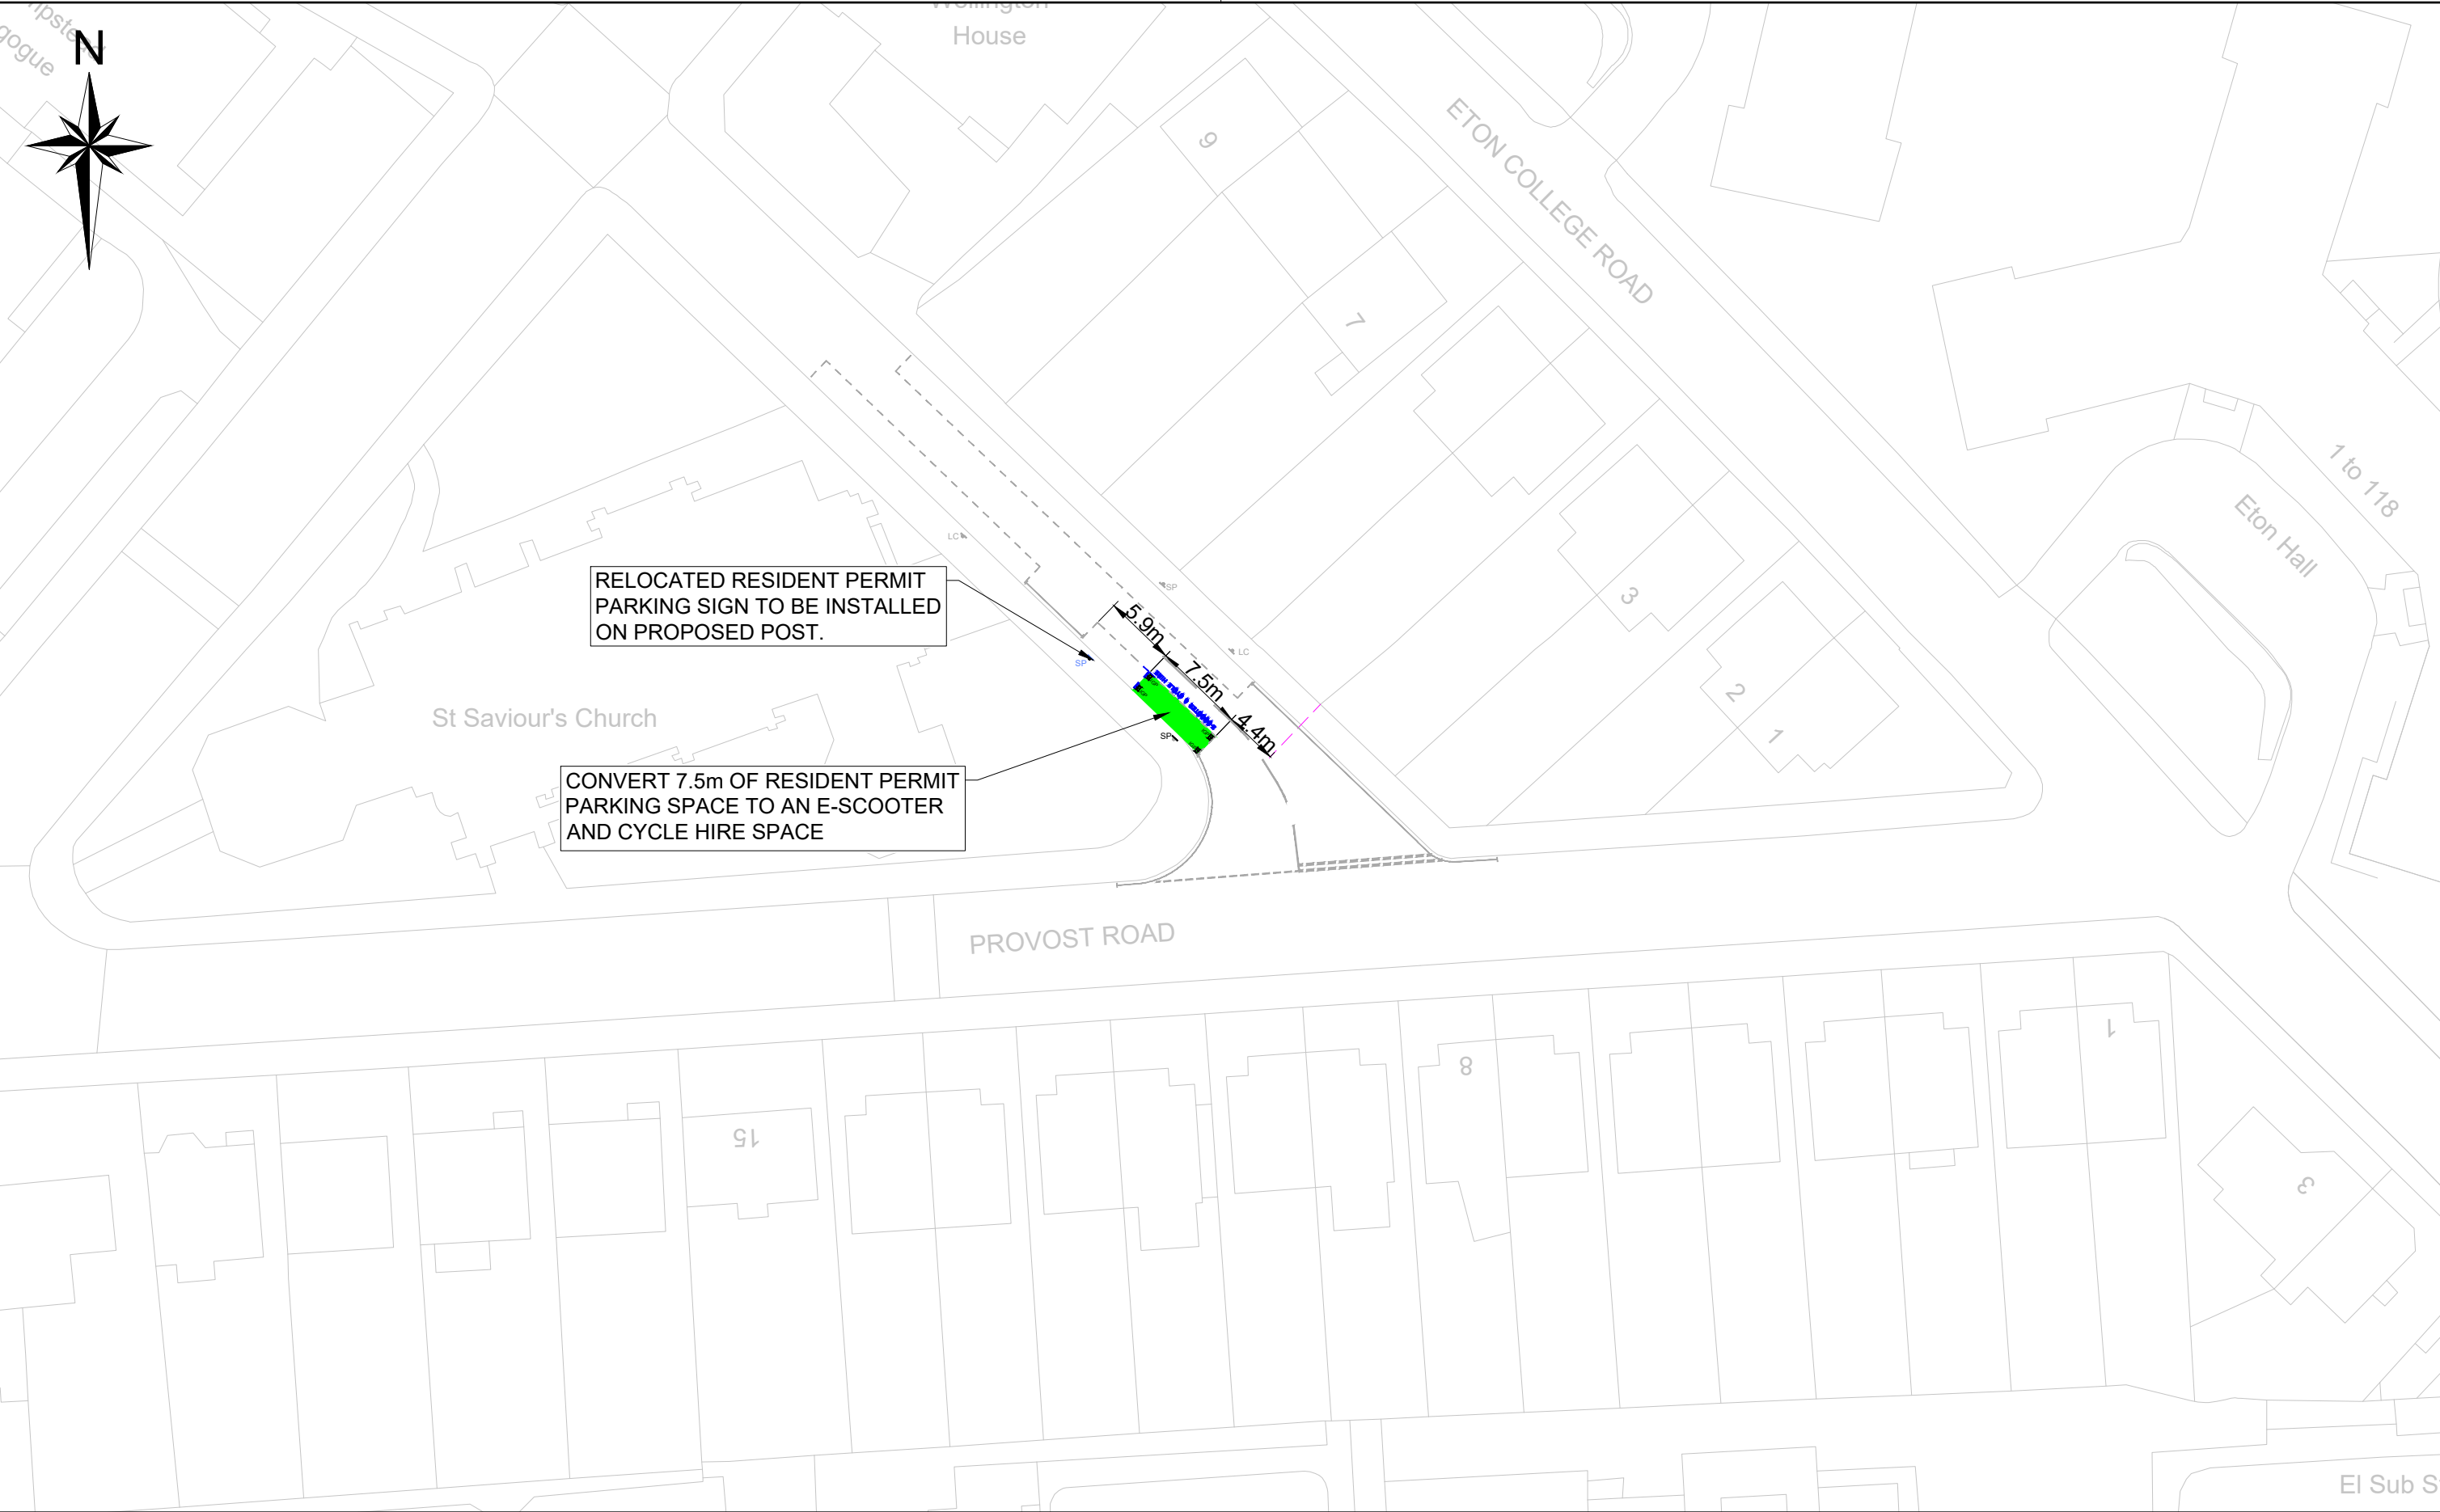 N
House
9
ETON COLLEGE ROAD
7
1 to 118
Eton Hall
LC
RELOCATED RESIDENT PERMIT
PARKING SIGN TO BE INSTALLED
ON PROPOSED POST.
SP
SP
5.9m
LC
7.5m
4.4m
3
2
1
St Saviour's Church
SP
CONVERT 7.5m OF RESIDENT PERMIT
PARKING SPACE TO AN E-SCOOTER
AND CYCLE HIRE SPACE
PROVOST ROAD
15
8
1
3
El Sub S